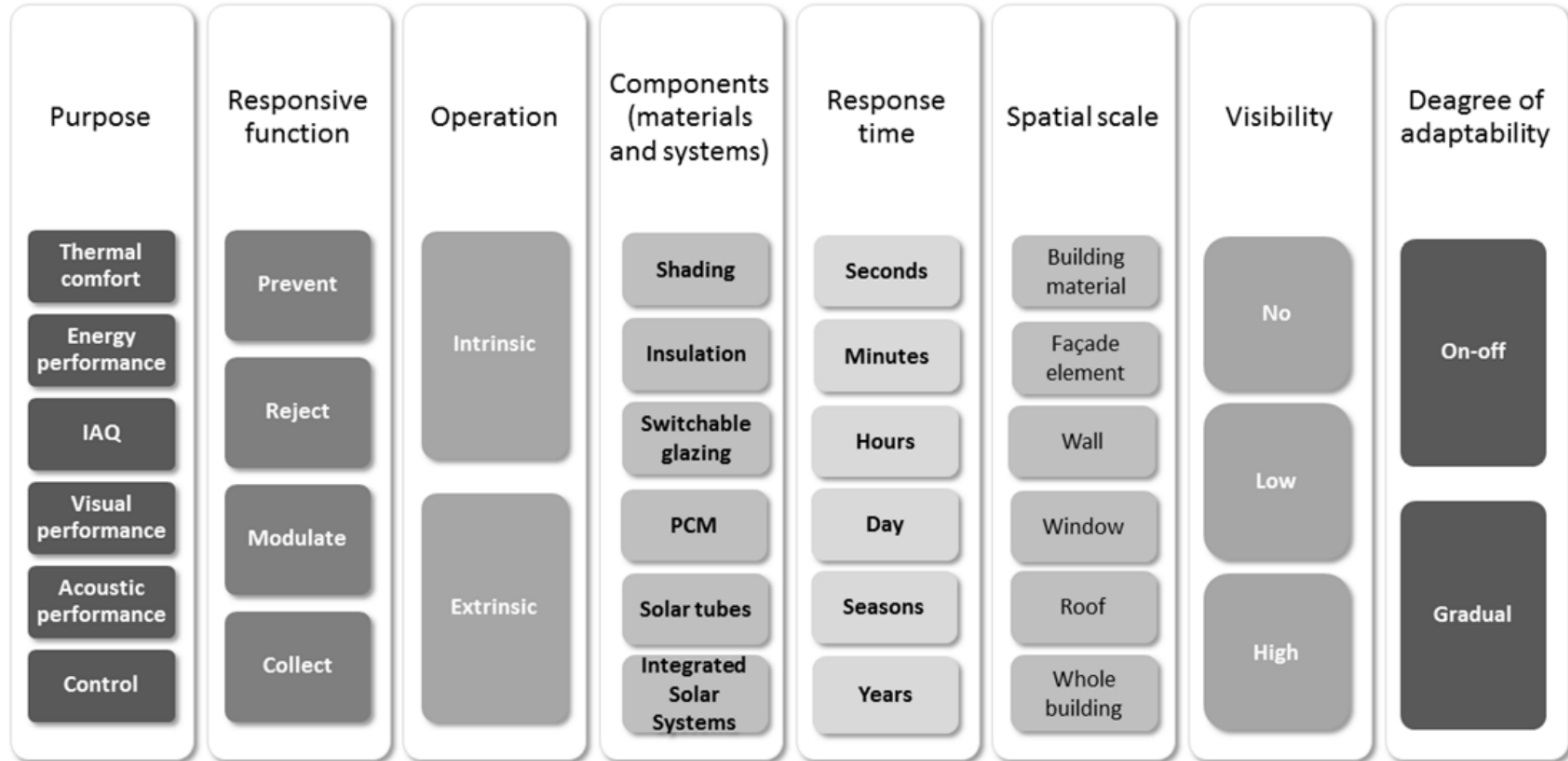 Purpose
Thermal
comfort
Energy
performance
IAQ
Visual
performance
Acoustic
performance
Control
Responsive
function
Prevent
Reject
Modulate
Collect
Operation
Intrinsic
Extrinsic
Components
(materials
and systems)
Shading
Insulation
Switchable
glazing
PCM
Solar tubes
Integrated
Solar
Systems
Response
time
Seconds
Minutes
Hours
Day
Seasons
Years
Spatial scale
Building
material
Façade
element
Wall
Window
Roof
Whole
building
Visibility
No
Low
High
Deagree of
adaptability
On-off
Gradual